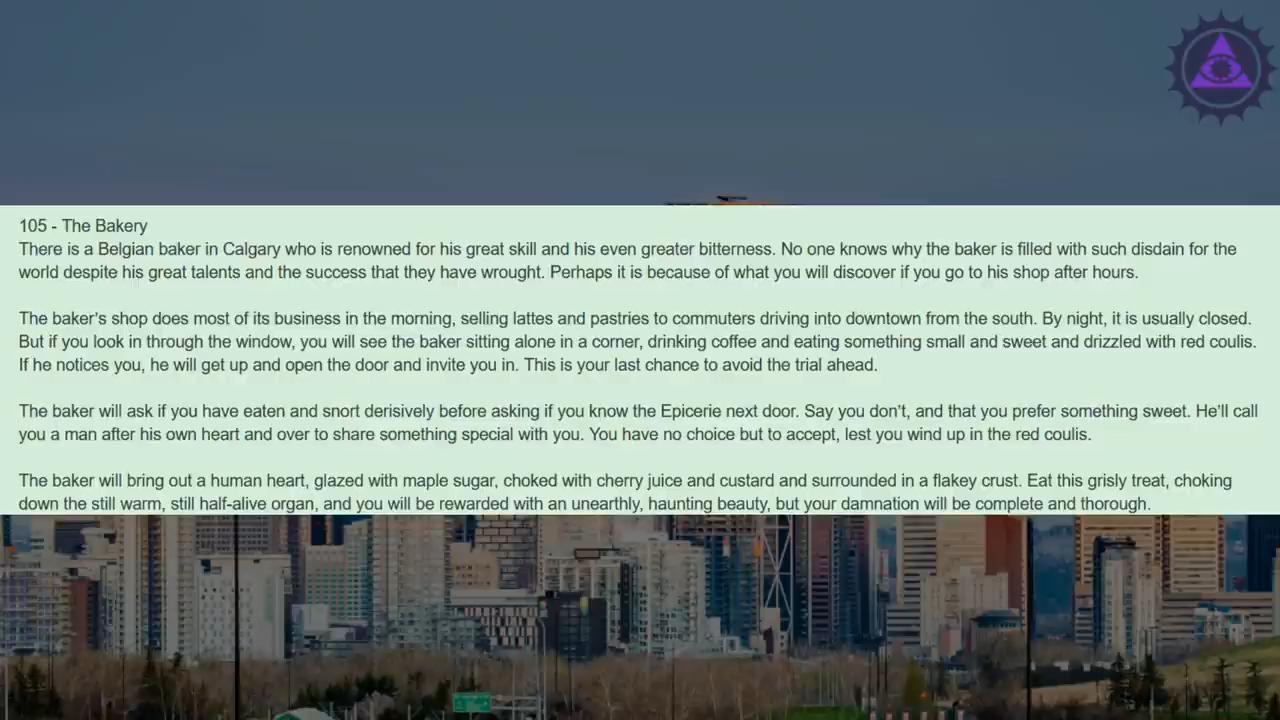 105 - The Bakery
There is a Belgian baker in Calgary who is renowned for his great skill and his even greater bitterness. No one knows why the baker is filled with such disdain for the
world despite his great talents and the success that they have wrought. Perhaps it is because of what you will discover if you go to his shop after hours.
The baker's shop does most of its business in the morning, selling lattes and pastries to commuters driving into downtown from the south. By night, it is usually closed.
But if you look in through the window, you will see the baker sitting alone in a corner, drinking coffee and eating something small and sweet and drizzled with red coulis.
If he notices you, he will get up and open the door and invite you in. This is your last chance to avoid the trial ahead.
The baker will ask if you have eaten and snort derisively before asking if you know the Epicerie next door. Say you don't, and that you prefer something sweet. He'll call
you a man after his own heart and over to share something special with you. You have no choice but to accept, lest you wind up in the red coulis.
The baker will bring out a human heart, glazed with maple sugar, choked with cherry juice and custard and surrounded in a flakey crust. Eat this grisly treat, choking
down the still warm, still half-alive organ, and you will be rewarded with an unearthly, haunting beauty, but your damnation will be complete and thorough.